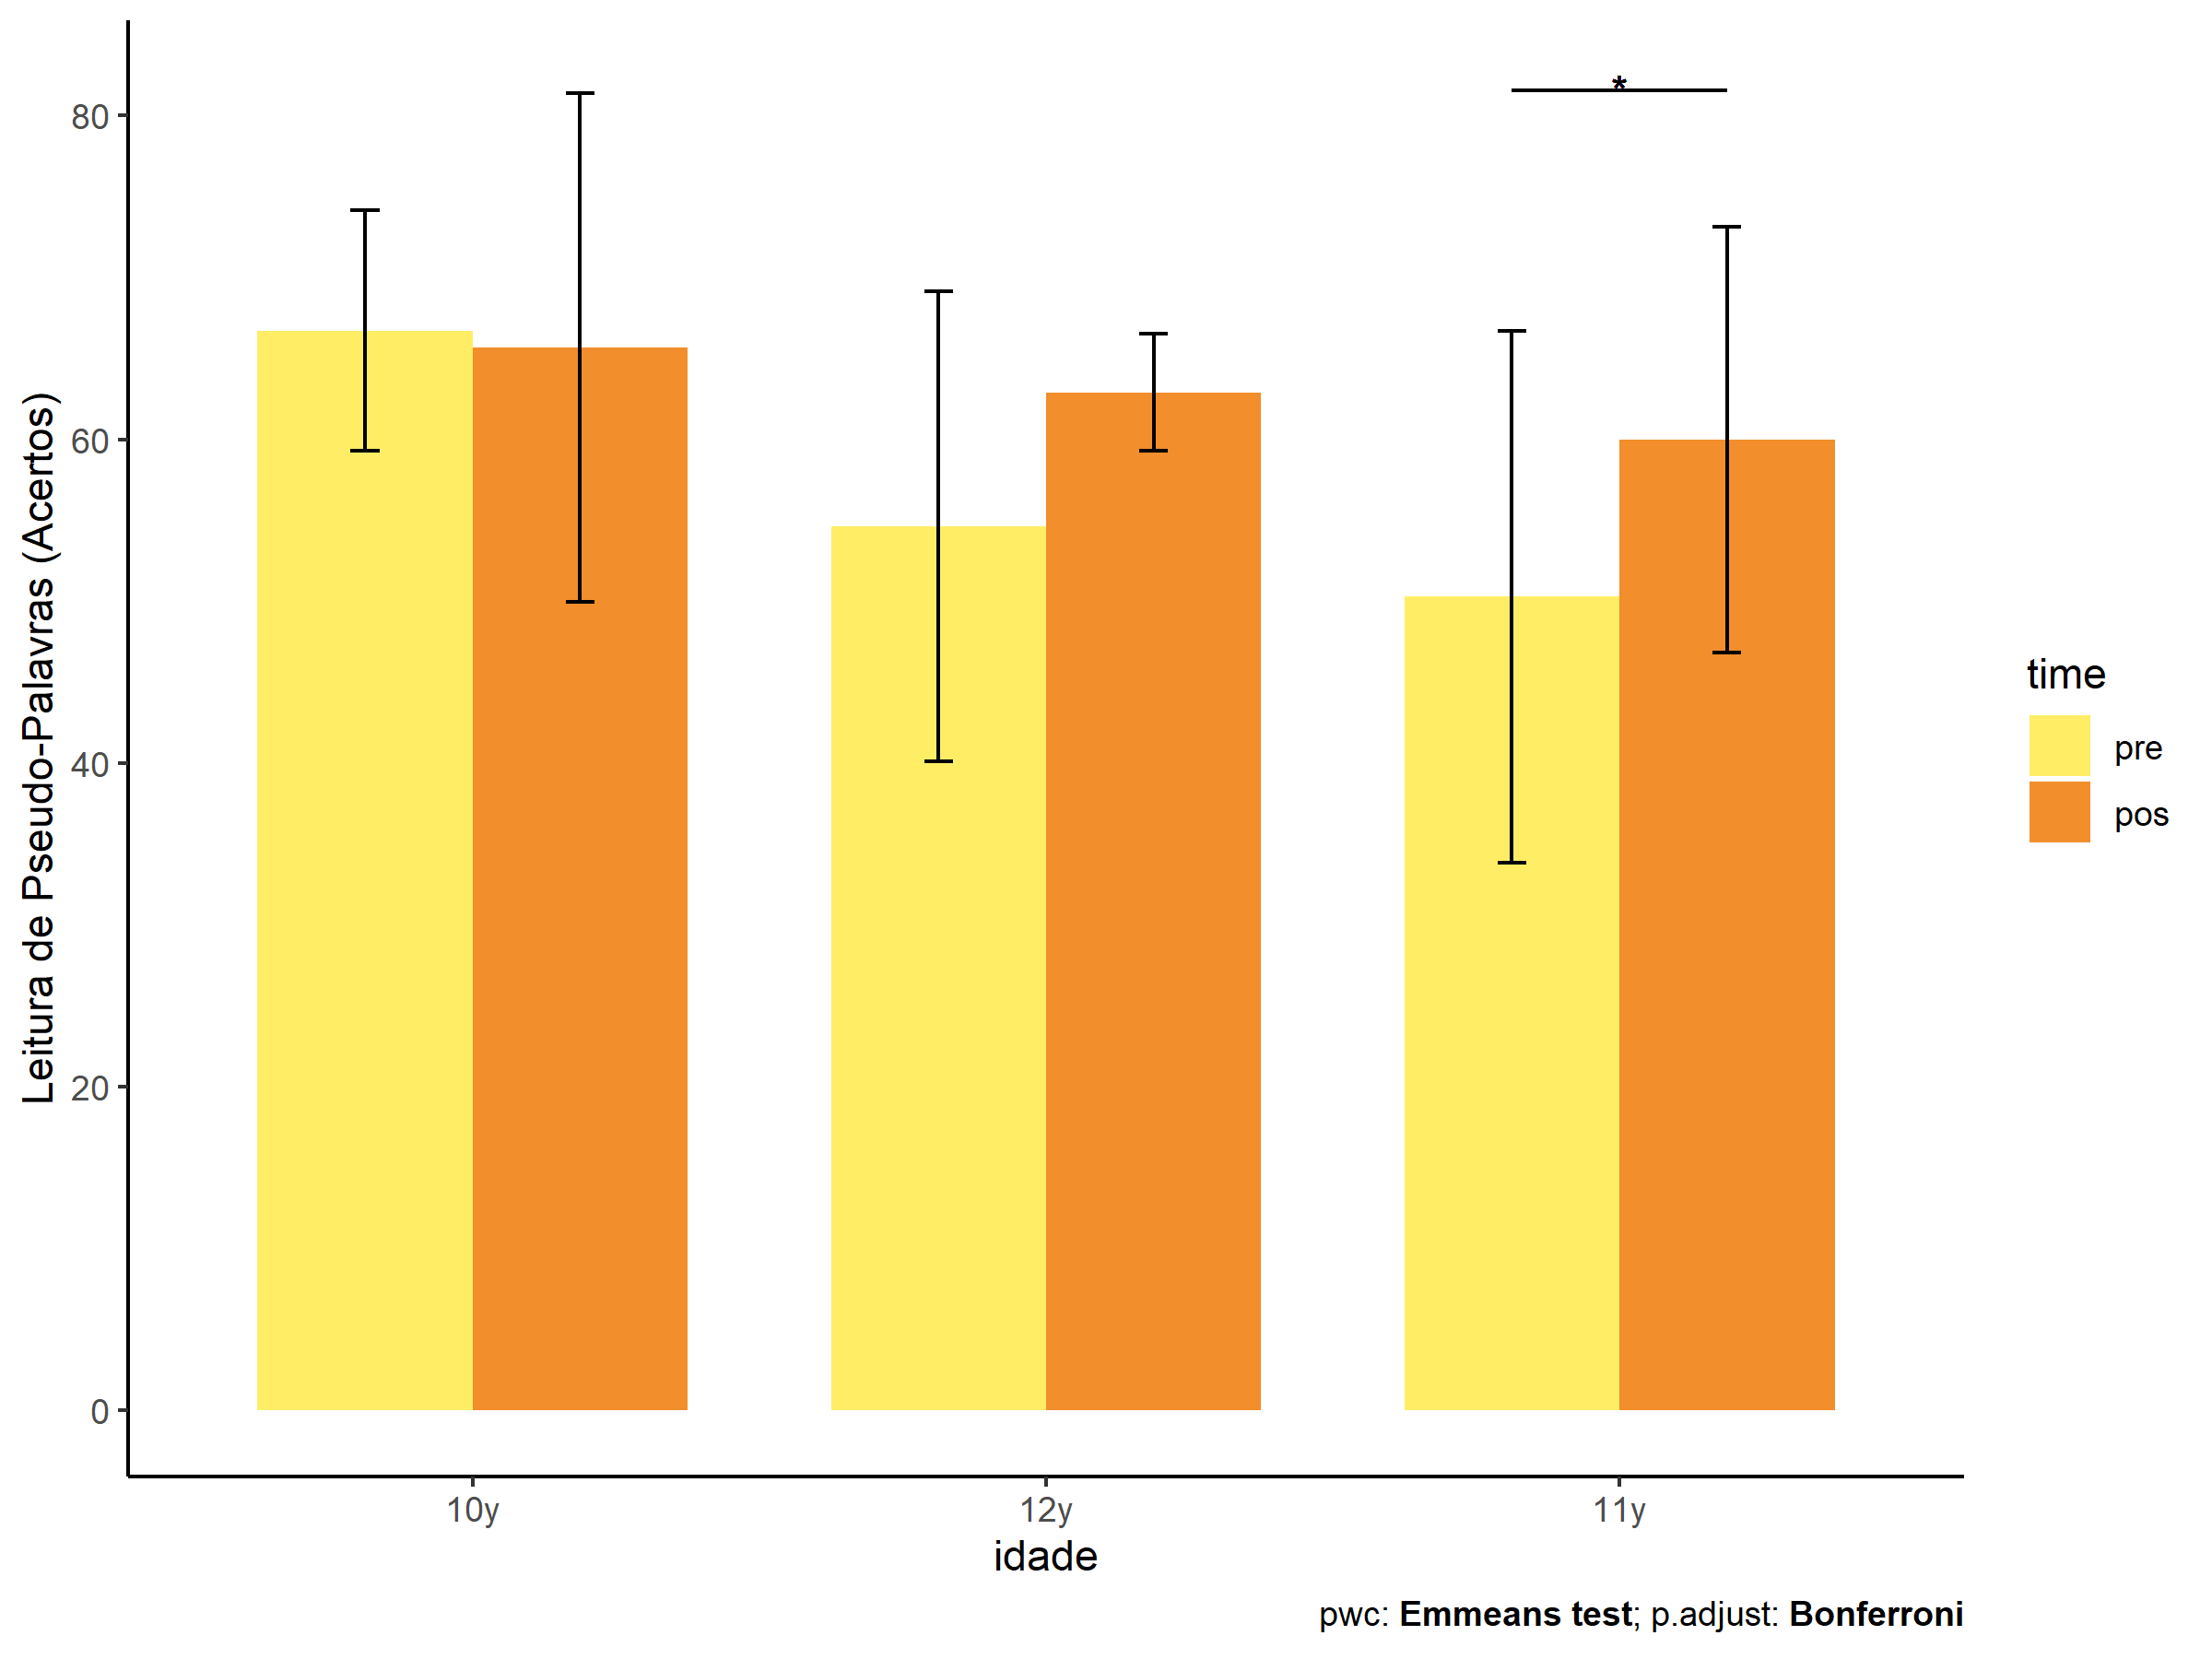 Leitura de Pseudo-Palavras (Acertos)
80
60
40
20
0
*
10y
12y
11y
idade
time
pre
pos
pwc: Emmeans test; p.adjust: Bonferroni